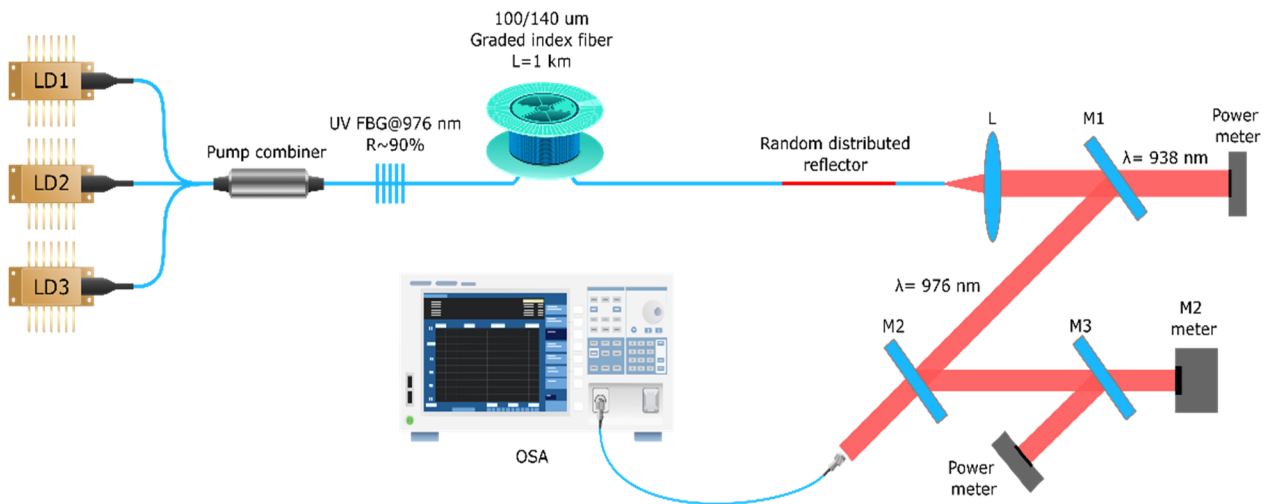 LD1
LD2
LD3
Pump combiner
UV FBG@976 nm
R~90%
100/140 um
Graded index fiber
L=1 km
Random distributed
reflector
L
M1
λ= 938 nm
Power
meter
λ= 976 nm
M2
M3
M2
meter
Power
meter
OSA